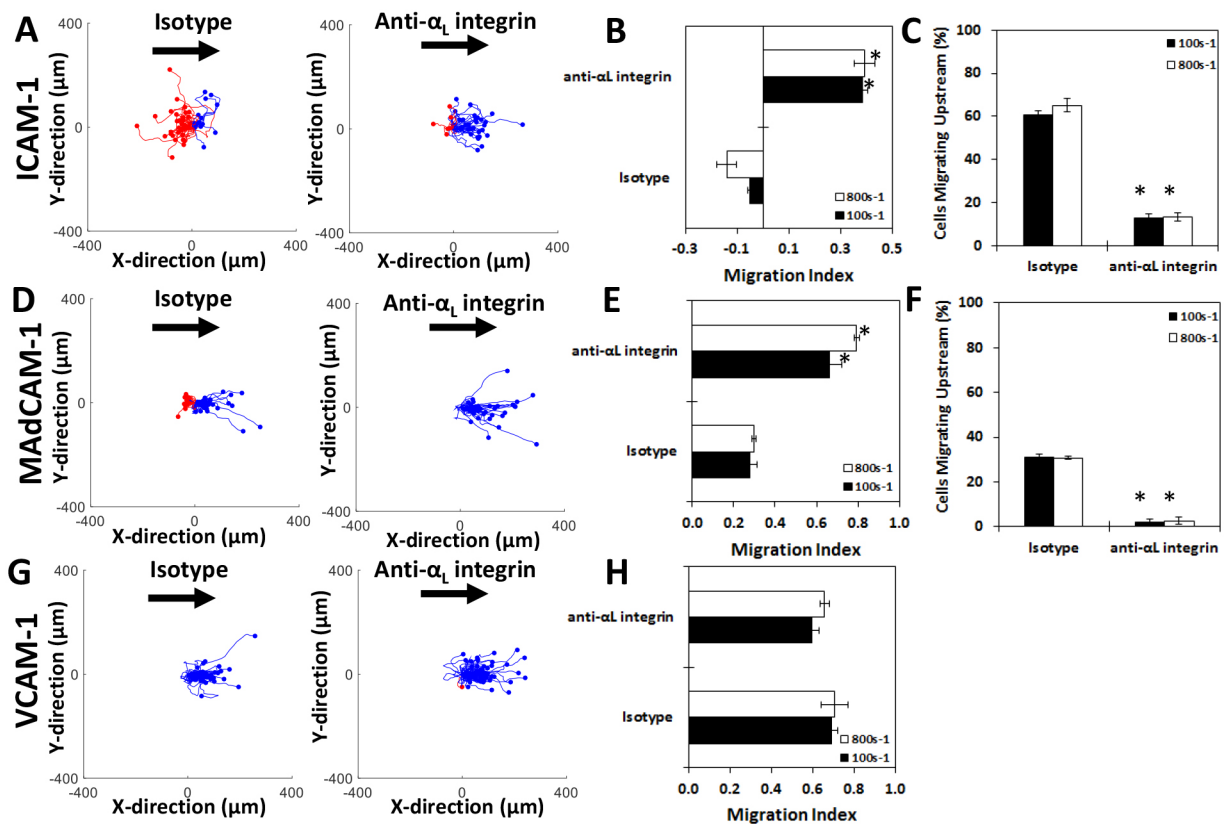 A
Isotype
Anti-αL integrin
ICAM-1
Y-direction (µm)
400
0
-400
-400
0
400
X-direction (µm)
Y-direction (µm)
400
0
-400
-400
0
400
X-direction (µm)
B
anti-αL integrin
*
*
Isotype
800s-1
100s-1
-0.3
-0.1
0.1
0.3
0.5
Migration Index
C
Cells Migrating Upstream (%)
100
80
60
40
20
0
100s-1
800s-1
* *
Isotype
anti-αL integrin
D
Isotype
Anti-αL integrin
MAdCAM-1
Y-direction (µm)
400
0
-400
-400
0
400
X-direction (µm)
Y-direction (µm)
400
0
-400
-400
0
400
X-direction (µm)
E
anti-αL integrin
*
*
Isotype
800s-1
100s-1
0.0
0.2
0.4
0.6
0.8
1.0
Migration Index
F
Cells Migrating Upstream (%)
100
80
60
40
20
0
100s-1
800s-1
* *
Isotype
anti-αL integrin
G
Isotype
Anti-αL integrin
VCAM-1
Y-direction (µm)
400
0
-400
-400
0
400
X-direction (µm)
Y-direction (µm)
400
0
-400
-400
0
400
X-direction (µm)
H
anti-αL integrin
Isotype
800s-1
100s-1
0.0
0.2
0.4
0.6
0.8
1.0
Migration Index